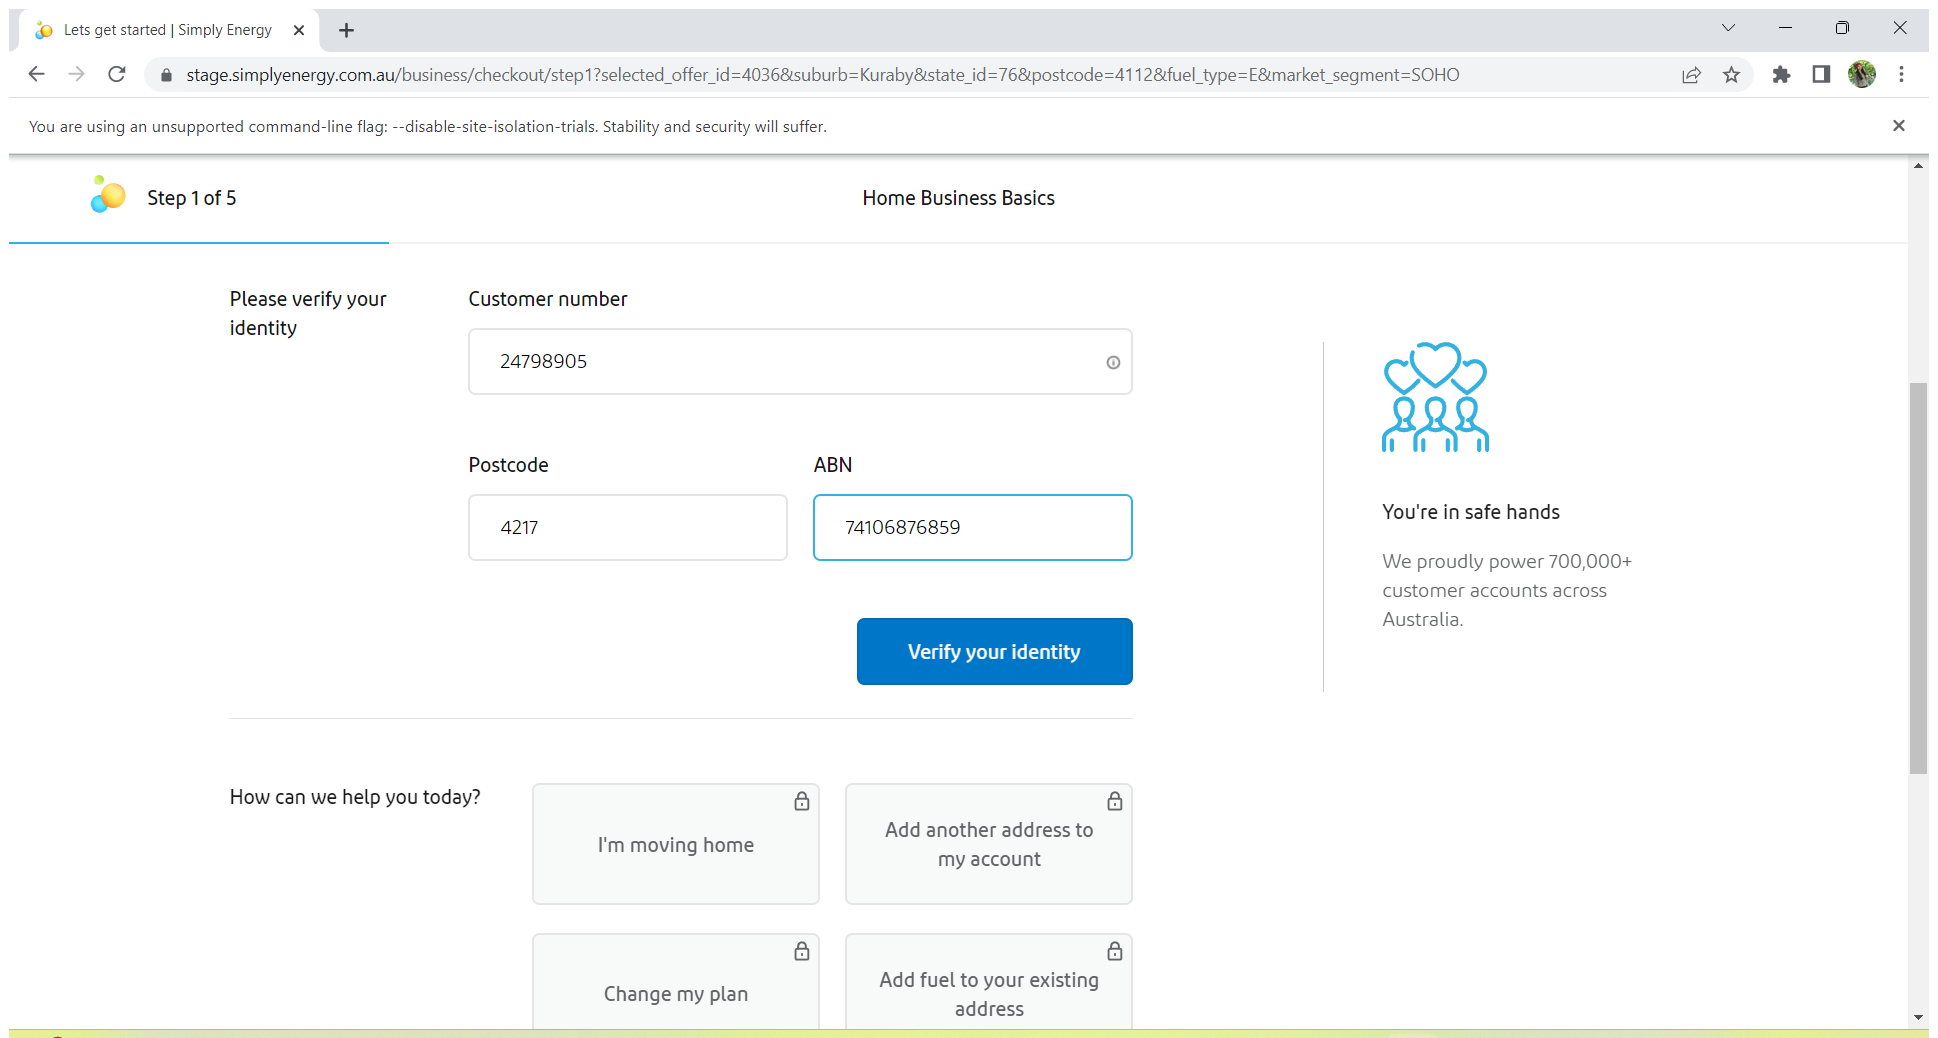 Lets get started | Simply Energy
stage.simplyenergy.com.au/business/checkout/step1?selected_offer_id=4036&suburb=Kuraby&state_id=76&postcode=4112&fuel_type=E&market_segment=SOHO
You are using an unsupported command-line flag: --disable-site-isolation-trials. Stability and security will suffer.
Step 1 of 5
Home Business Basics
Please verify your
identity
Customer number
24798905
Postcode
ABN
4217
74106876859
Verify your identity
You're in safe hands
We proudly power 700,000+
customer accounts across
Australia.
How can we help you today?
I'm moving home
Add another address to
my account
Change my plan
Add fuel to your existing
address